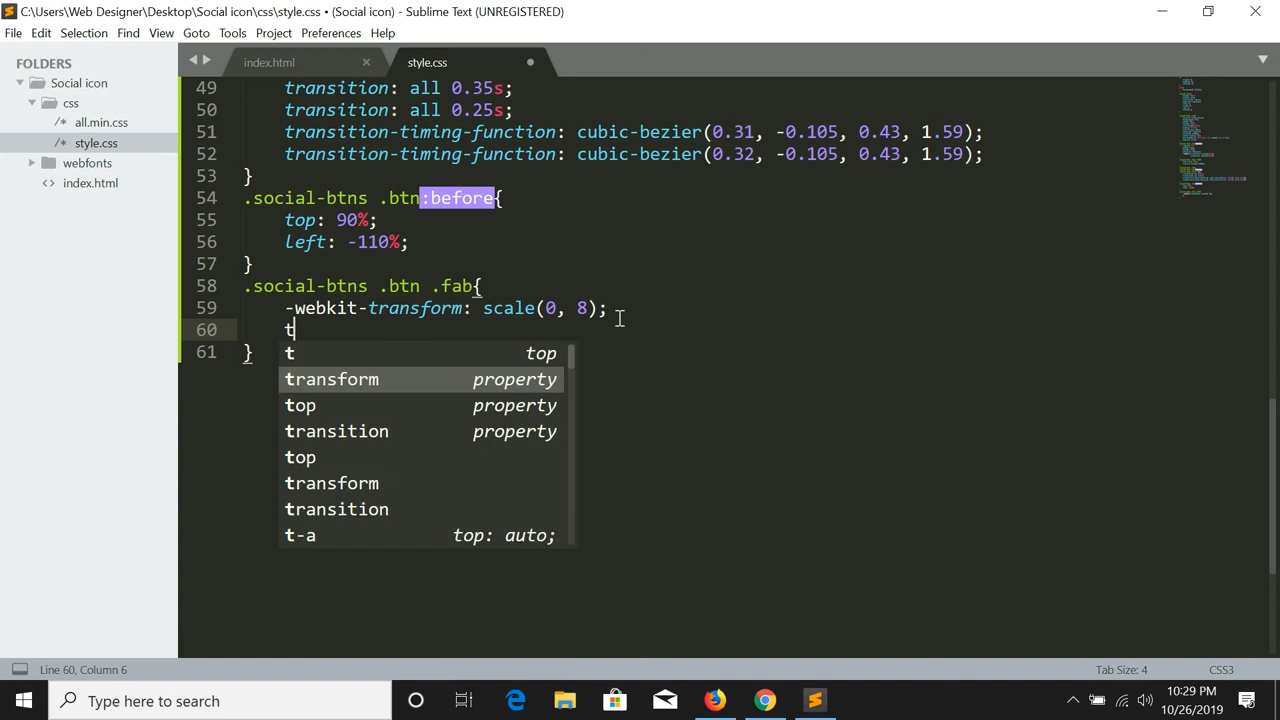 C:\Users\Web Designer\Desktop\Social icon\css\style.css • (Social icon) - Sublime Text (UNREGISTERED)
File Edit Selection Find View Goto Tools Project Preferences Help
FOLDERS
Social icon
css
/* all.min.css
/* style.css
webfonts
<> index.html
index.html
style.css
49 transition: all 0.35s;
50 transition: all 0.25s;
51 transition-timing-function: cubic-bezier(0.31, -0.105, 0.43, 1.59);
52 transition-timing-function: cubic-bezier(0.32, -0.105, 0.43, 1.59);
53 }
54 .social-btns .btn:before{
55 top: 90%;
56 left: -110%;
57 }
58 .social-btns .btn .fab{
59 -webkit-transform: scale(0, 8);
60 t
61 }
t top
transform property
top property
transition property
top
transform
transition
t-a top: auto;
Line 60, Column 6
Tab Size: 4
CSS3
Type here to search
10:29 PM
10/26/2019